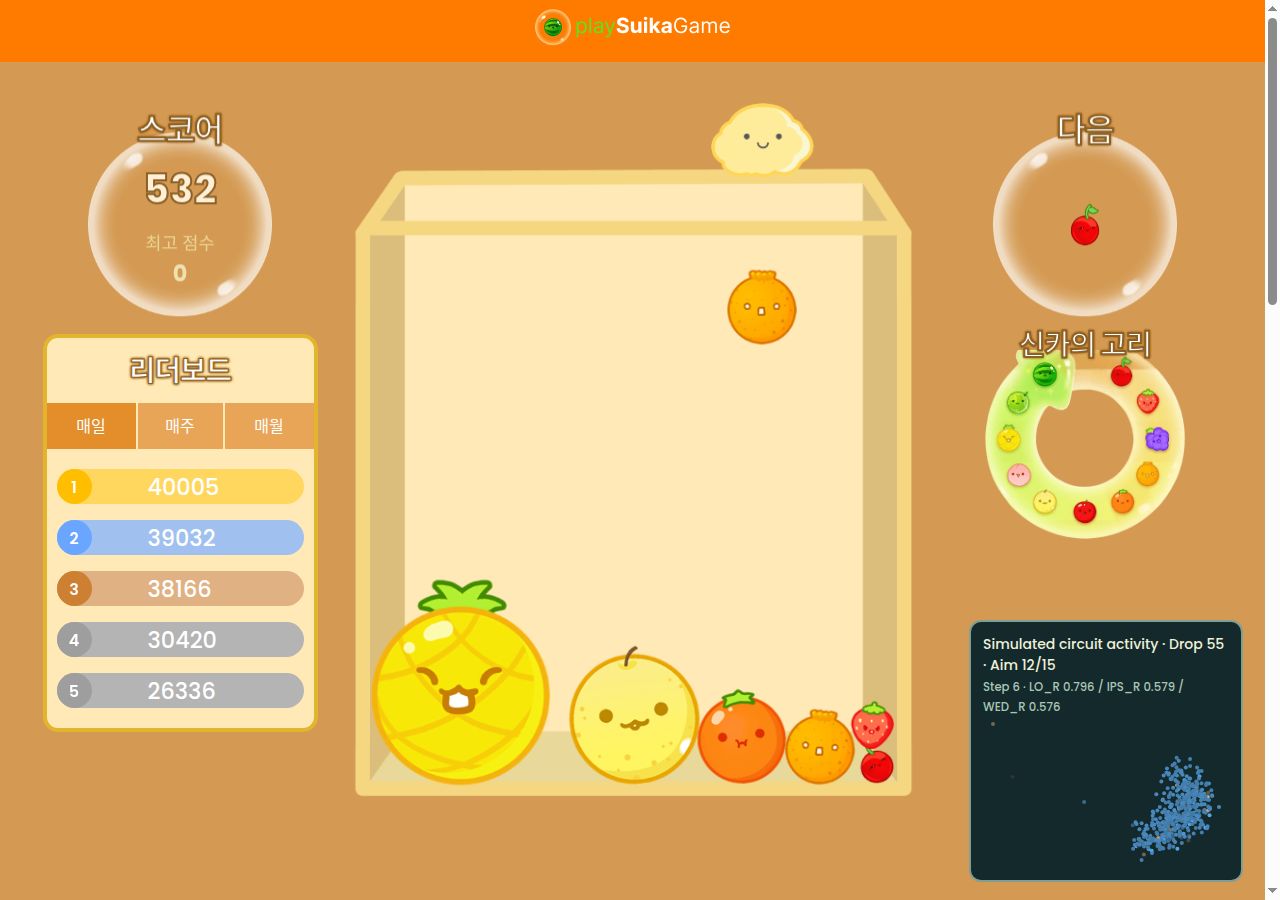 playSuikaGame
스코어
532
최고 점수
0
리더보드
매일 매주 매월
1 40005
2 39032
3 38166
4 30420
5 26336
다음
신카의 고리
Simulated circuit activity · Drop 55
· Aim 12/15
Step 6 · LO_R 0.796 / IPS_R 0.579 /
WED_R 0.576